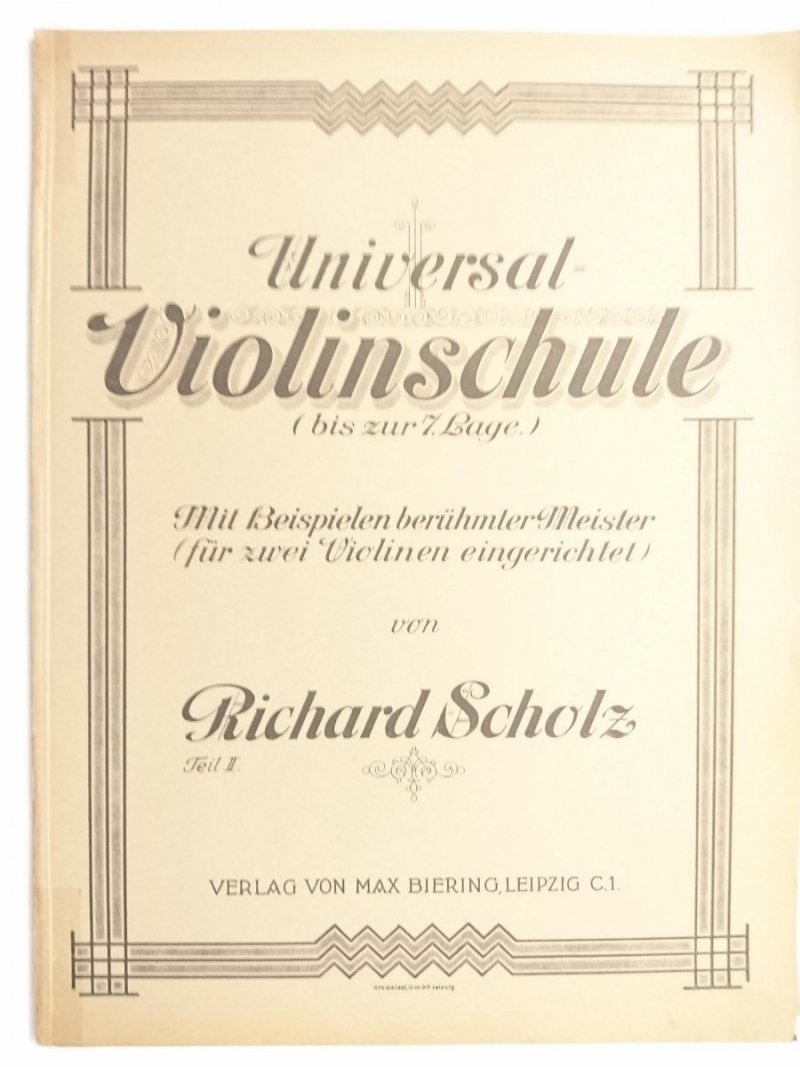 Universal-
Violinschule
(bis zur 7. Lage.)
Mit Beispielen berühmter Meister
(für zwei Violinen eingerichtet)
von
Richard Scholz
Teil II.
VERLAG VON MAX BIERING, LEIPZIG C.1.